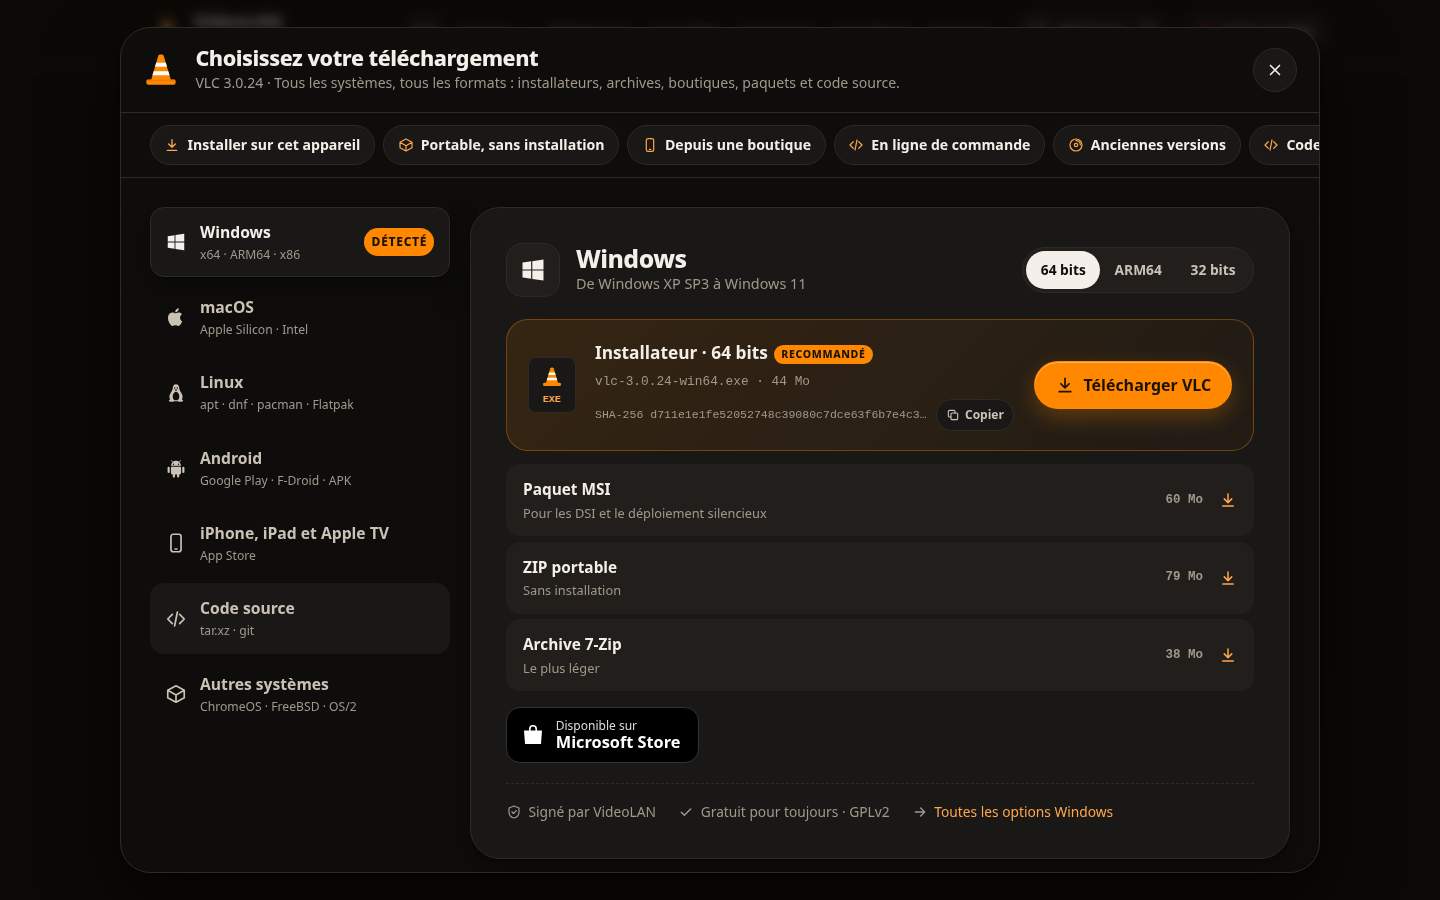 Choisissez votre téléchargement
VLC 3.0.24 · Tous les systèmes, tous les formats : installateurs, archives, boutiques, paquets et code source.
Installer sur cet appareil
Portable, sans installation
Depuis une boutique
En ligne de commande
Anciennes versions
Code
Windows
x64 · ARM64 · x86
DÉTECTÉ
macOS
Apple Silicon · Intel
Linux
apt · dnf · pacman · Flatpak
Android
Google Play · F-Droid · APK
iPhone, iPad et Apple TV
App Store
Code source
tar.xz · git
Autres systèmes
ChromeOS · FreeBSD · OS/2
Windows
De Windows XP SP3 à Windows 11
64 bits
ARM64
32 bits
EXE
Installateur · 64 bits RECOMMANDÉ
vlc-3.0.24-win64.exe · 44 Mo
SHA-256 d711e1e1fe52052748c39080c7dce63f6b7e4c3…
Copier
Télécharger VLC
Paquet MSI
Pour les DSI et le déploiement silencieux
60 Mo
ZIP portable
Sans installation
79 Mo
Archive 7-Zip
Le plus léger
38 Mo
Disponible sur
Microsoft Store
Signé par VideoLAN
Gratuit pour toujours · GPLv2
Toutes les options Windows